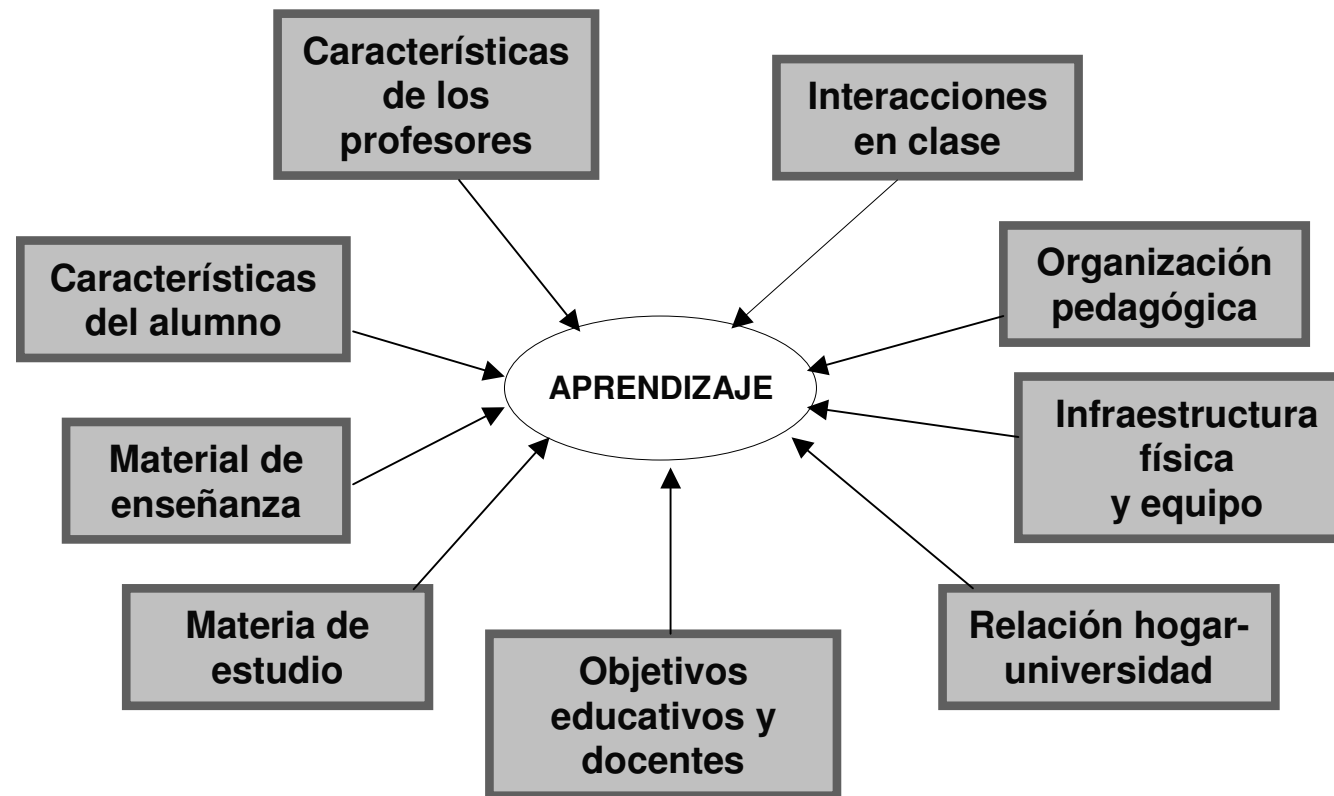 Características
de los
profesores
Interacciones
en clase
Características
del alumno
Organización
pedagógica
APRENDIZAJE
Infraestructura
física
y equipo
Material de
enseñanza
Materia de
estudio
Objetivos
educativos y
docentes
Relación hogar-
universidad